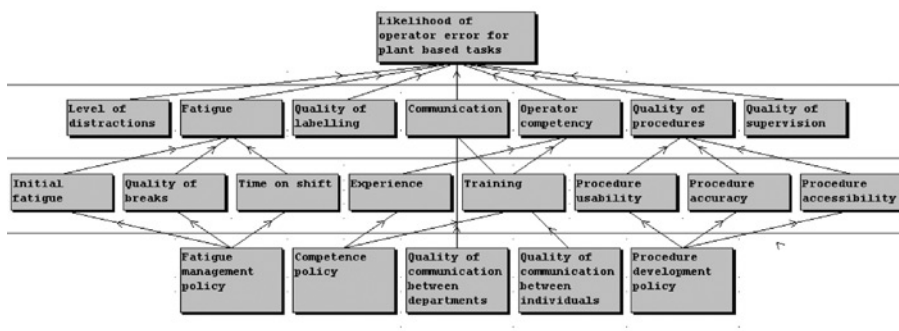 Likelihood of
operator error for
plant based tasks
Level of
distractions
Fatigue
Quality of
labelling
Communication
Operator
competency
Quality of
procedures
Quality of
supervision
Initial
fatigue
Quality of
breaks
Time on shift
Experience
Training
Procedure
usability
Procedure
accuracy
Procedure
accessibility
Fatigue
management
policy
Competence
policy
Quality of
communication
between
departments
Quality of
communication
between
individuals
Procedure
development
policy